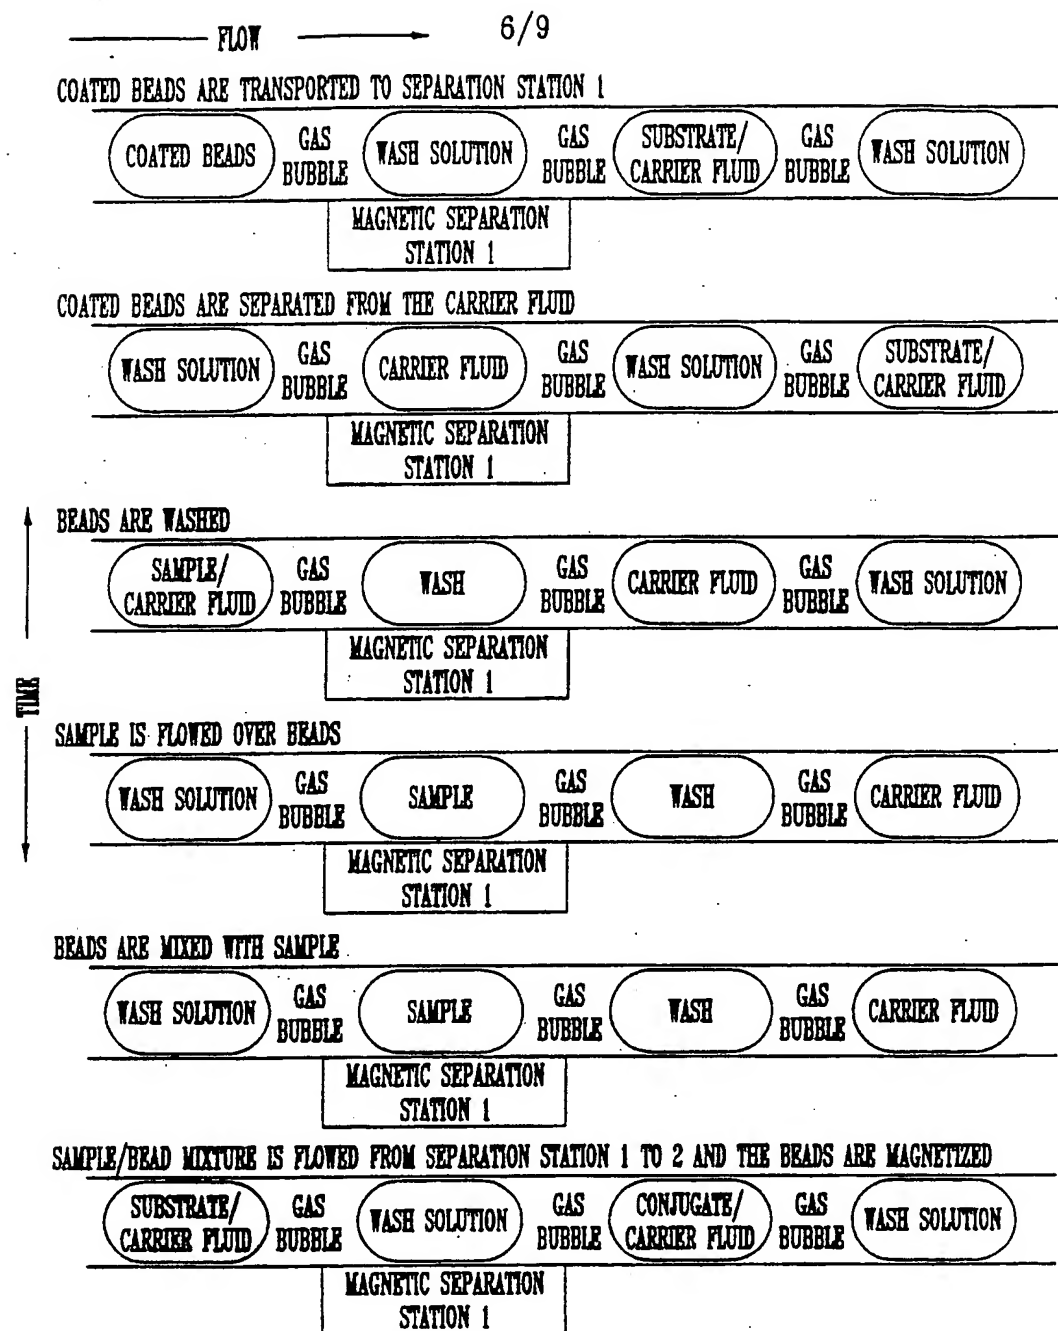 FLOW
6/9
COATED BEADS ARE TRANSPORTED TO SEPARATION STATION 1
COATED BEADS
GAS
BUBBLE
WASH SOLUTION
GAS
BUBBLE
SUBSTRATE/
CARRIER FLUID
GAS
BUBBLE
WASH SOLUTION
MAGNETIC SEPARATION
STATION 1
COATED BEADS ARE SEPARATED FROM THE CARRIER FLUID
WASH SOLUTION
GAS
BUBBLE
CARRIER FLUID
GAS
BUBBLE
WASH SOLUTION
GAS
BUBBLE
SUBSTRATE/
CARRIER FLUID
MAGNETIC SEPARATION
STATION 1
TIME
BEADS ARE WASHED
SAMPLE/
CARRIER FLUID
GAS
BUBBLE
WASH
GAS
BUBBLE
CARRIER FLUID
GAS
BUBBLE
WASH SOLUTION
MAGNETIC SEPARATION
STATION 1
SAMPLE IS FLOWED OVER BEADS
WASH SOLUTION
GAS
BUBBLE
SAMPLE
GAS
BUBBLE
WASH
GAS
BUBBLE
CARRIER FLUID
MAGNETIC SEPARATION
STATION 1
BEADS ARE MIXED WITH SAMPLE
WASH SOLUTION
GAS
BUBBLE
SAMPLE
GAS
BUBBLE
WASH
GAS
BUBBLE
CARRIER FLUID
MAGNETIC SEPARATION
STATION 1
SAMPLE/BEAD MIXTURE IS FLOWED FROM SEPARATION STATION 1 TO 2 AND THE BEADS ARE MAGNETIZED
SUBSTRATE/
CARRIER FLUID
GAS
BUBBLE
WASH SOLUTION
GAS
BUBBLE
CONJUGATE/
CARRIER FLUID
GAS
BUBBLE
WASH SOLUTION
MAGNETIC SEPARATION
STATION 1